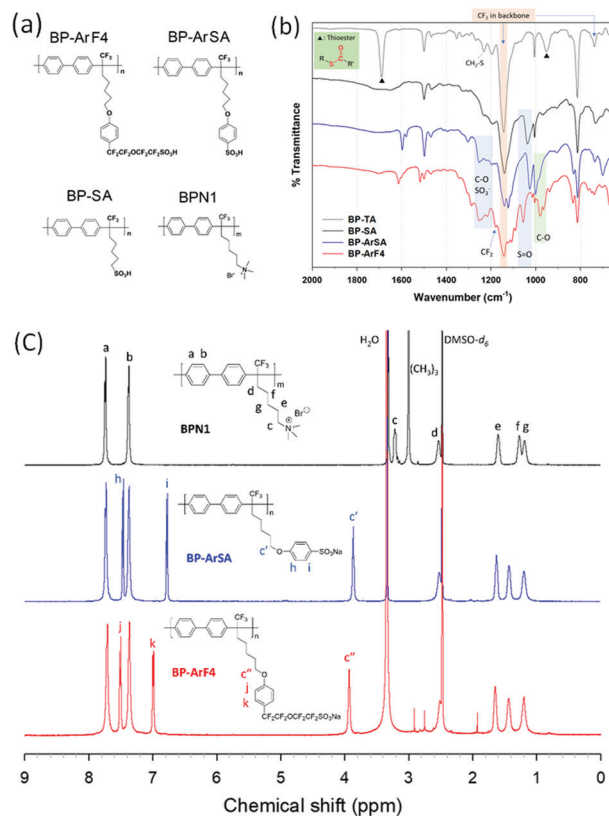 (a)
BP-ArF4
BP-ArSA
CF3
n
O
CF2CF2OCF2CF2SO3H
CF3
n
O
SO3H
BP-SA
BPN1
CF3
n
SO3H
CF3
m
N
Br
(b)
▲: Thioester
O
R
S
C
R'
CF3 in backbone
CH2-S
C-O
SO3-
CF2
S=O
C-O
BP-TA
BP-SA
BP-ArSA
BP-ArF4
% Transmittance
2000 1800 1600 1400 1200 1000 800
Wavenumber (cm-1)
(C)
H2O
DMSO-d6
(CH3)3
a
b
a b
CF3
m
d
f
g
e
c
N
Br
BPN1
c
d
e
f
g
h
i
CF3
n
BP-ArSA
c'
O
SO3Na
h
i
c'
j
k
CF3
n
BP-ArF4
c''
O
j
k
CF2CF2OCF2CF2SO3Na
c''
9 8 7 6 5 4 3 2 1 0
Chemical shift (ppm)